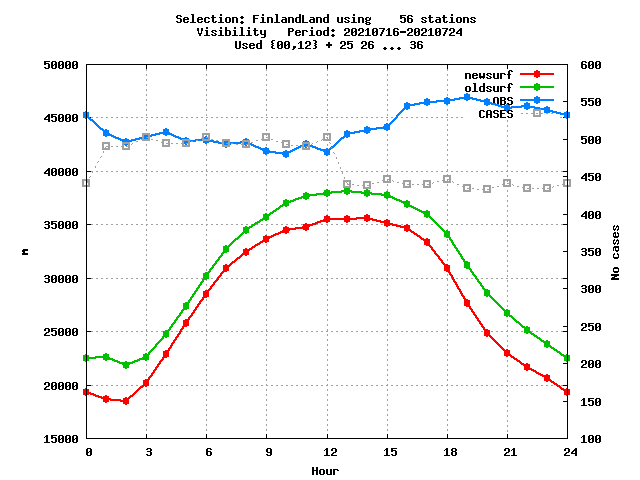 Selection: FinlandLand using    56 stations
Visibility   Period: 20210716-20210724
Used {00,12} + 25 26 ... 36
50000
45000
40000
35000
30000
25000
20000
15000
m
600
550
500
450
400
350
300
250
200
150
100
No cases
newsurf
oldsurf
OBS
CASES
0 3 6 9 12 15 18 21 24
Hour